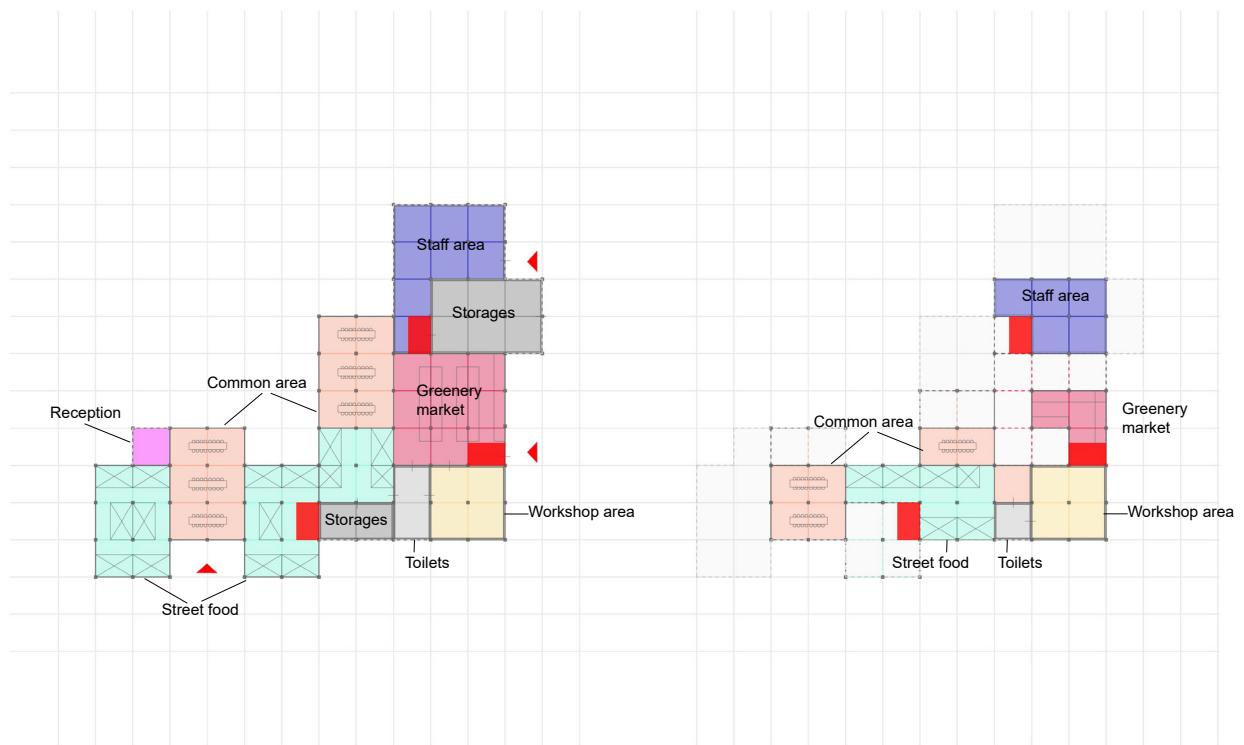 Staff area
Storages
Common area
Greenery
market
Reception
Storages
Workshop area
Toilets
Street food
Staff area
Greenery
market
Common area
Workshop area
Street food
Toilets